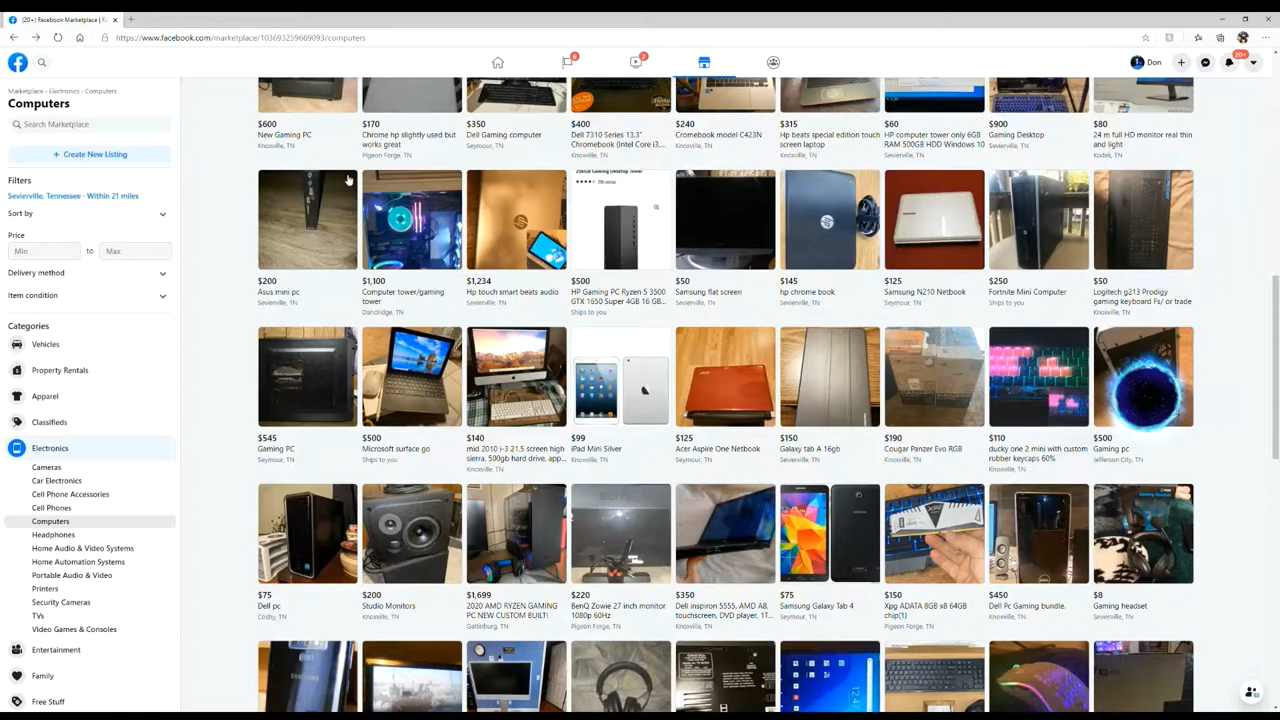 (20+) Facebook Marketplace | F
https://www.facebook.com/marketplace/103693259669093/computers
6
2
Don
20+
Marketplace › Electronics › Computers
Computers
Search Marketplace
+ Create New Listing
Filters
Sevierville, Tennessee · Within 21 miles
Sort by
Price
Min
to
Max
Delivery method
Item condition
Categories
Vehicles
Property Rentals
Apparel
Classifieds
Electronics
Cameras
Car Electronics
Cell Phone Accessories
Cell Phones
Computers
Headphones
Home Audio & Video Systems
Home Automation Systems
Portable Audio & Video
Printers
Security Cameras
TVs
Video Games & Consoles
Entertainment
Family
Free Stuff
$600
New Gaming PC
Knoxville, TN
$170
Chrome hp slightly used but
works great
Pigeon Forge, TN
$350
Dell Gaming computer
Seymour, TN
$400
Dell 7310 Series 13.3"
Chromebook (Intel Core i3...
Knoxville, TN
$240
Cromebook model C423N
Knoxville, TN
$315
Hp beats special edition touch
screen laptop
Knoxville, TN
$60
HP computer tower only 6GB
RAM 500GB HDD Windows 10
Sevierville, TN
$900
Gaming Desktop
Sevierville, TN
$80
24 m full HD monitor real thin
and light
Kodak, TN
$200
Asus mini pc
Sevierville, TN
$1,100
Computer tower/gaming
tower
Dandridge, TN
$1,234
Hp touch smart beats audio
Sevierville, TN
256GB Gaming Desktop Tower
$500
HP Gaming PC Ryzen 5 3500
GTX 1650 Super 4GB 16 GB...
Ships to you
$50
Samsung flat screen
Sevierville, TN
$145
hp chrome book
Sevierville, TN
$125
Samsung N210 Netbook
Seymour, TN
$250
Fortnite Mini Computer
Ships to you
$50
Logitech g213 Prodigy
gaming keyboard Fs/ or trade
Knoxville, TN
$545
Gaming PC
Seymour, TN
$500
Microsoft surface go
Ships to you
$140
mid 2010 i-3 21.5 screen high
sierra, 500gb hard drive, app...
Knoxville, TN
$99
iPad Mini Silver
Knoxville, TN
$125
Acer Aspire One Netbook
Seymour, TN
$150
Galaxy tab A 16gb
Sevierville, TN
$190
Cougar Panzer Evo RGB
Knoxville, TN
$110
ducky one 2 mini with custom
rubber keycaps 60%
Knoxville, TN
$500
Gaming pc
Jefferson City, TN
$75
Dell pc
Cosby, TN
$200
Studio Monitors
Knoxville, TN
$1,699
2020 AMD RYZEN GAMING
PC NEW CUSTOM BUILT!
Gatlinburg, TN
$220
BenQ Zowie 27 inch monitor
1080p 60Hz
Pigeon Forge, TN
$350
Dell inspiron 5555, AMD A8,
touchscreen, DVD player, 1T...
Knoxville, TN
$75
Samsung Galaxy Tab 4
Seymour, TN
$150
Xpg ADATA 8GB x8 64GB
chip(1)
Pigeon Forge, TN
$450
Dell Pc Gaming bundle.
Knoxville, TN
$8
Gaming headset
Sevierville, TN